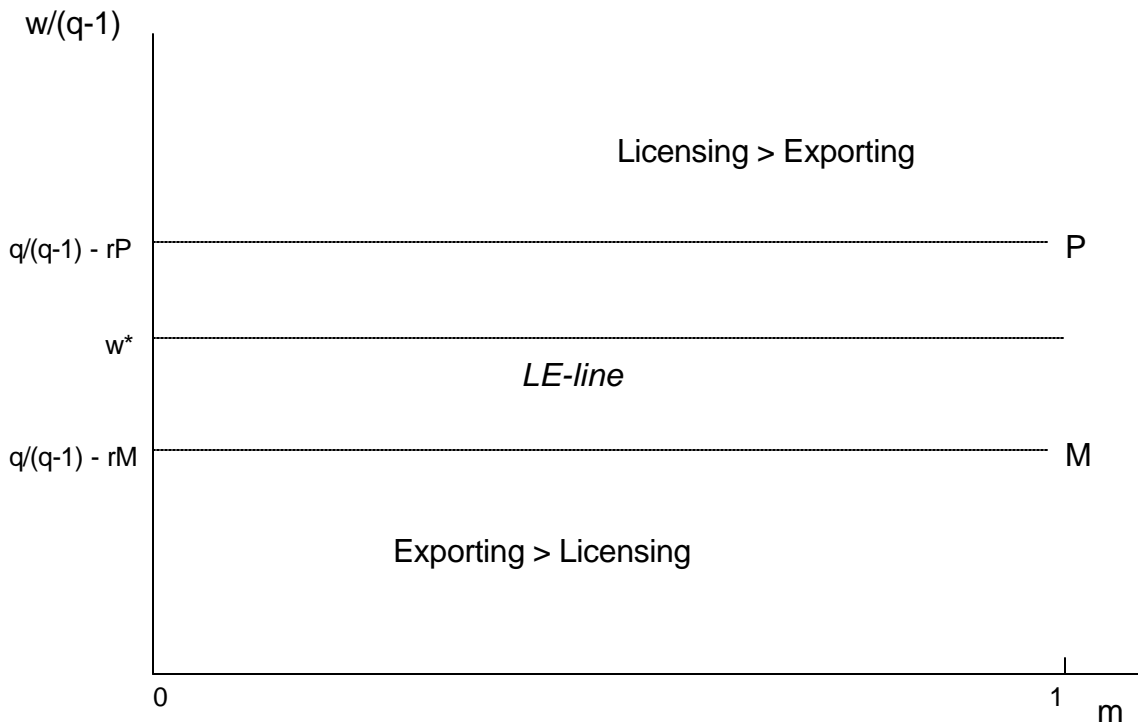 w/(q-1)
Licensing > Exporting
q/(q-1) - rP
P
w*
LE-line
q/(q-1) - rM
M
Exporting > Licensing
0
1
m